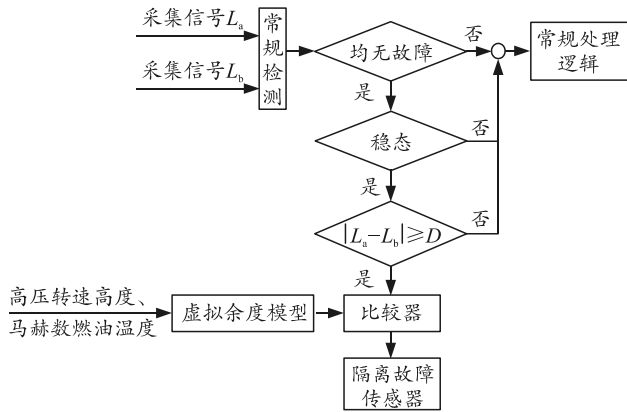 采集信号Lₐ
采集信号L_b
常规检测
均无故障
否
常规处理
逻辑
是
稳态
否
是
|Lₐ−L_b|≥D
否
是
高压转速高度、
马赫数燃油温度
虚拟余度模型
比较器
隔离故障
传感器